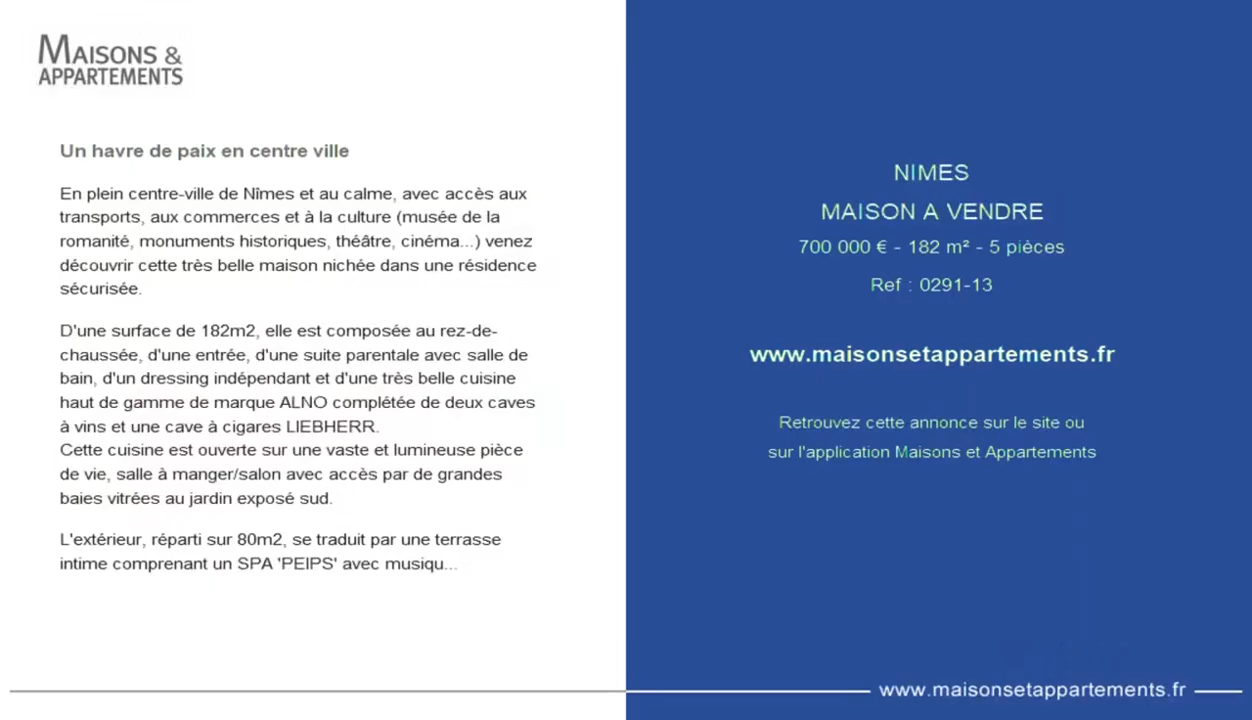 MAISONS &
APPARTEMENTS
Un havre de paix en centre ville
En plein centre-ville de Nîmes et au calme, avec accès aux
transports, aux commerces et à la culture (musée de la
romanité, monuments historiques, théâtre, cinéma...) venez
découvrir cette très belle maison nichée dans une résidence
sécurisée.
D'une surface de 182m2, elle est composée au rez-de-
chaussée, d'une entrée, d'une suite parentale avec salle de
bain, d'un dressing indépendant et d'une très belle cuisine
haut de gamme de marque ALNO complétée de deux caves
à vins et une cave à cigares LIEBHERR.
Cette cuisine est ouverte sur une vaste et lumineuse pièce
de vie, salle à manger/salon avec accès par de grandes
baies vitrées au jardin exposé sud.
L'extérieur, réparti sur 80m2, se traduit par une terrasse
intime comprenant un SPA 'PEIPS' avec musiqu...
NIMES
MAISON A VENDRE
700 000 € - 182 m² - 5 pièces
Ref : 0291-13
www.maisonsetappartements.fr
Retrouvez cette annonce sur le site ou
sur l'application Maisons et Appartements
www.maisonsetappartements.fr